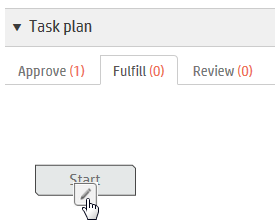 Task plan
Approve (1) Fulfill (0) Review (0)
Start